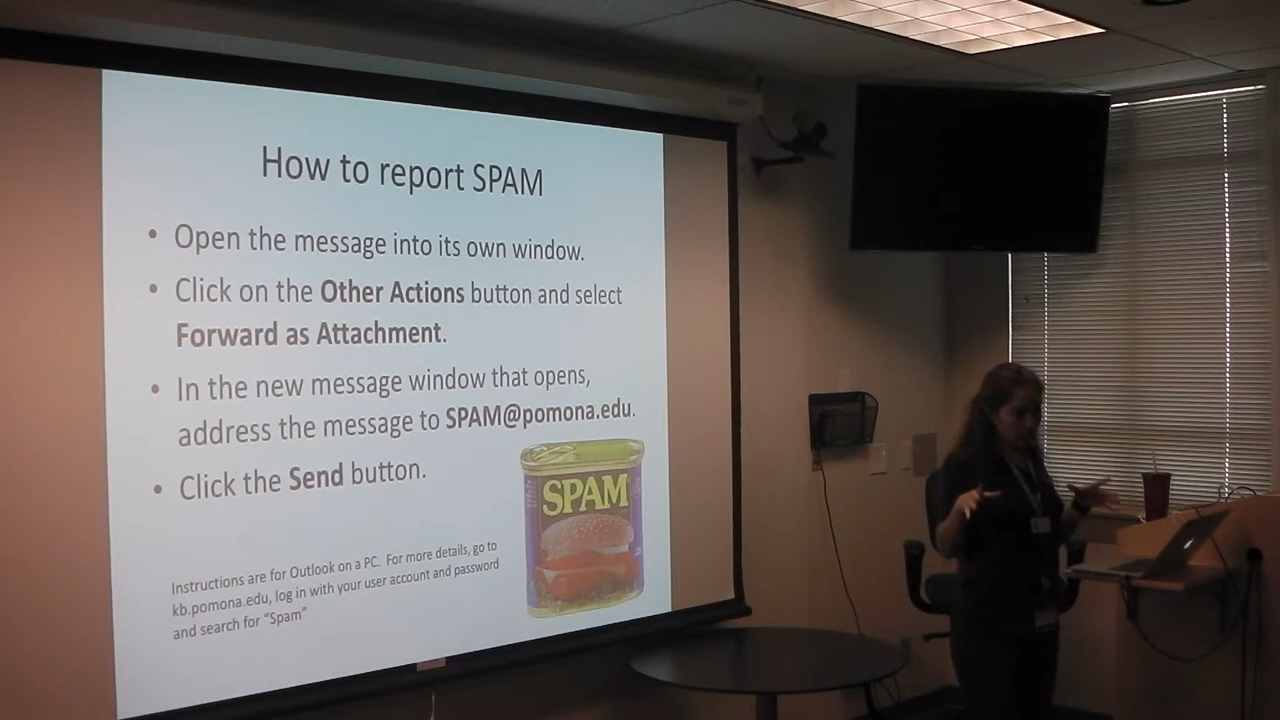 How to report SPAM
• Open the message into its own window.
• Click on the Other Actions button and select
Forward as Attachment.
• In the new message window that opens,
address the message to SPAM@pomona.edu.
• Click the Send button.
SPAM
Instructions are for Outlook on a PC. For more details, go to
kb.pomona.edu, log in with your user account and password
and search for “Spam”